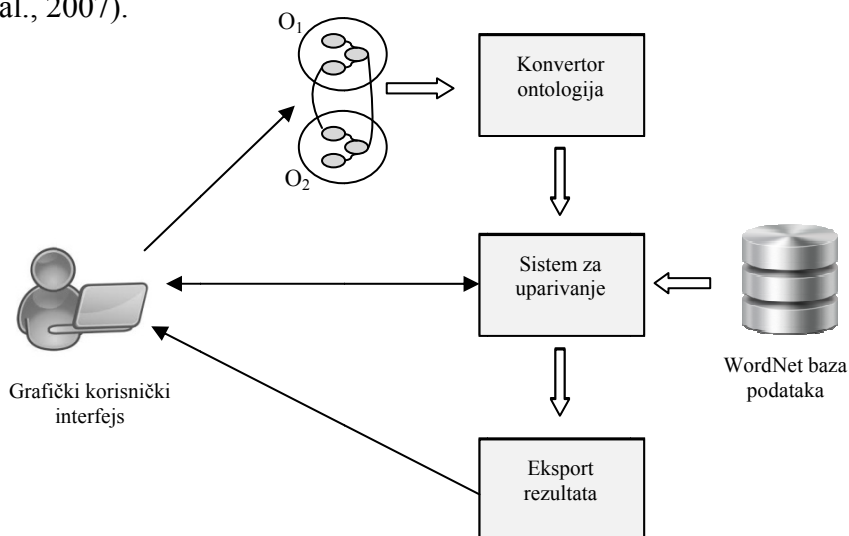 al., 2007).
O₁
Konvertor
ontologija
O₂
Sistem za
uparivanje
WordNet baza
podataka
Grafički korisnički
interfejs
Eksport
rezultata